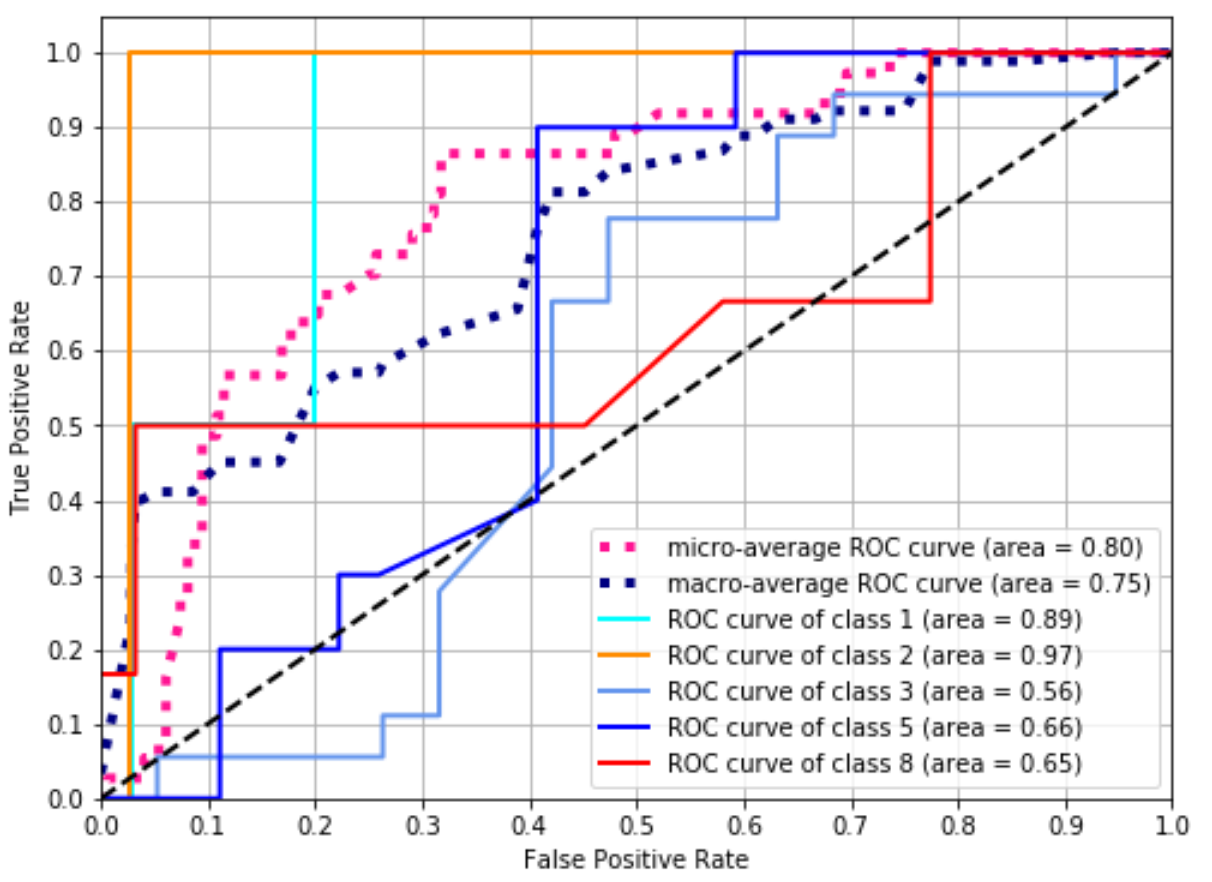 1.0
0.9
0.8
0.7
0.6
0.5
0.4
0.3
0.2
0.1
0.0
True Positive Rate
micro-average ROC curve (area = 0.80)
macro-average ROC curve (area = 0.75)
ROC curve of class 1 (area = 0.89)
ROC curve of class 2 (area = 0.97)
ROC curve of class 3 (area = 0.56)
ROC curve of class 5 (area = 0.66)
ROC curve of class 8 (area = 0.65)
0.0 0.1 0.2 0.3 0.4 0.5 0.6 0.7 0.8 0.9 1.0
False Positive Rate